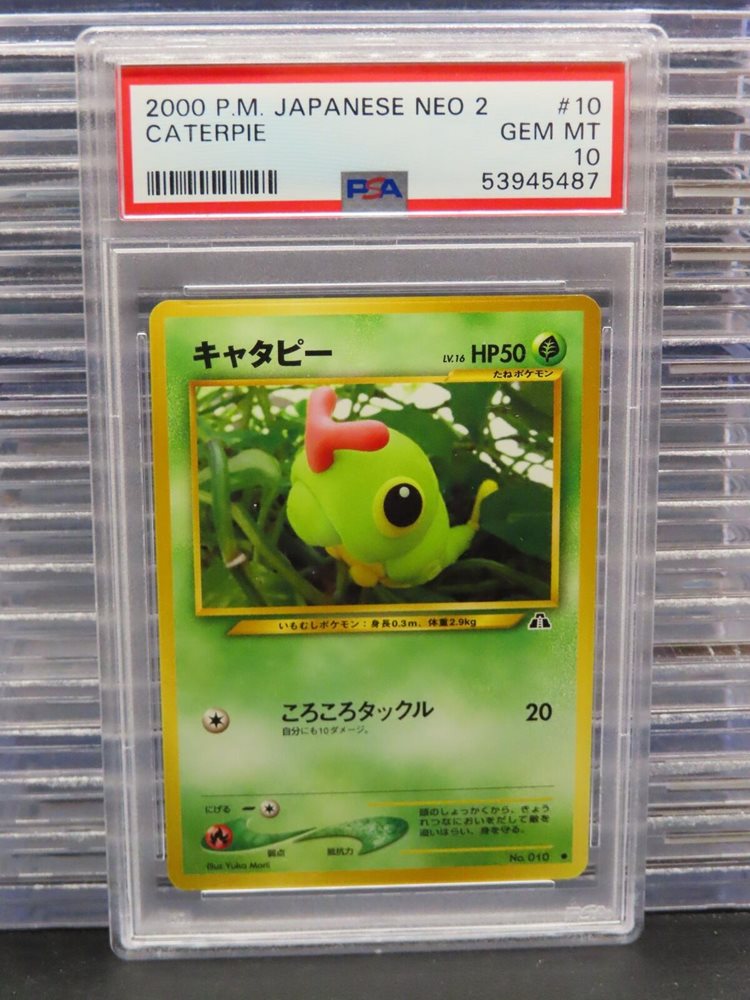 2000 P.M. JAPANESE NEO 2 #10
CATERPIE GEM MT
10
PSA 53945487
キャタピー LV.16 HP50
たねポケモン
いもむしポケモン：身長0.3m、体重2.9kg
ころころタックル 20
自分にも10ダメージ。
にげる
弱点 抵抗力
頭のしょっかくから、きょう
れつなにおいをだして敵を
追いはらい、身を守る。
Illus. Yuka Morii
No. 010